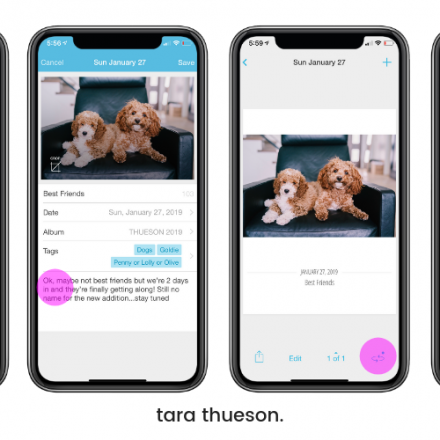 5:56
Cancel
Sun January 27
Save
CROP
Best Friends
160
Date
Sun, January 27, 2019
Album
THUESON 2019
Tags
Dogs Goldie
Penny or Lolly or Olive
Ok, maybe not best friends but we're 2 days
in and they're finally getting along! Still no
name for the new addition...stay tuned
5:59
Sun January 27
JANUARY 27, 2019
Best Friends
Edit
1 of 1
tara thueson.